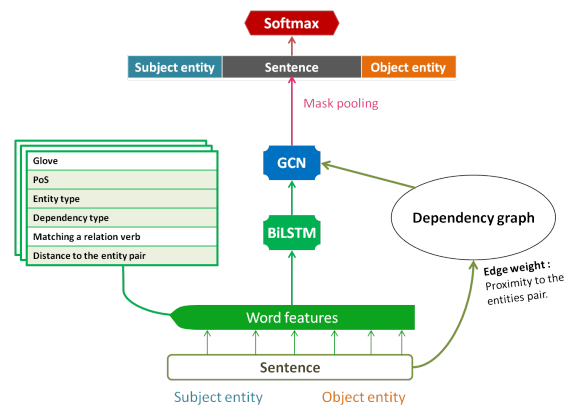 Softmax
Subject entity Sentence Object entity
Mask pooling
GCN
Glove
PoS
Entity type
Dependency type
Matching a relation verb
Distance to the entity pair
Dependency graph
BiLSTM
Edge weight :
Proximity to the
entities pair.
Word features
Sentence
Subject entity Object entity